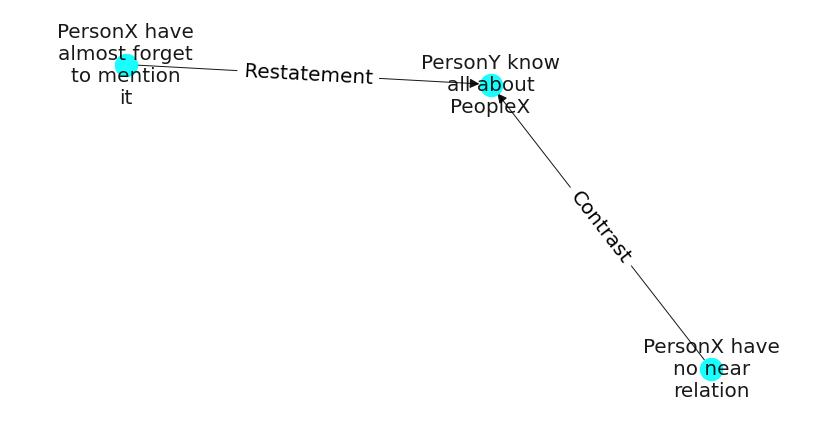 PersonX have
almost forget
to mention
it
Restatement
PersonY know
all about
PeopleX
Contrast
PersonX have
no near
relation